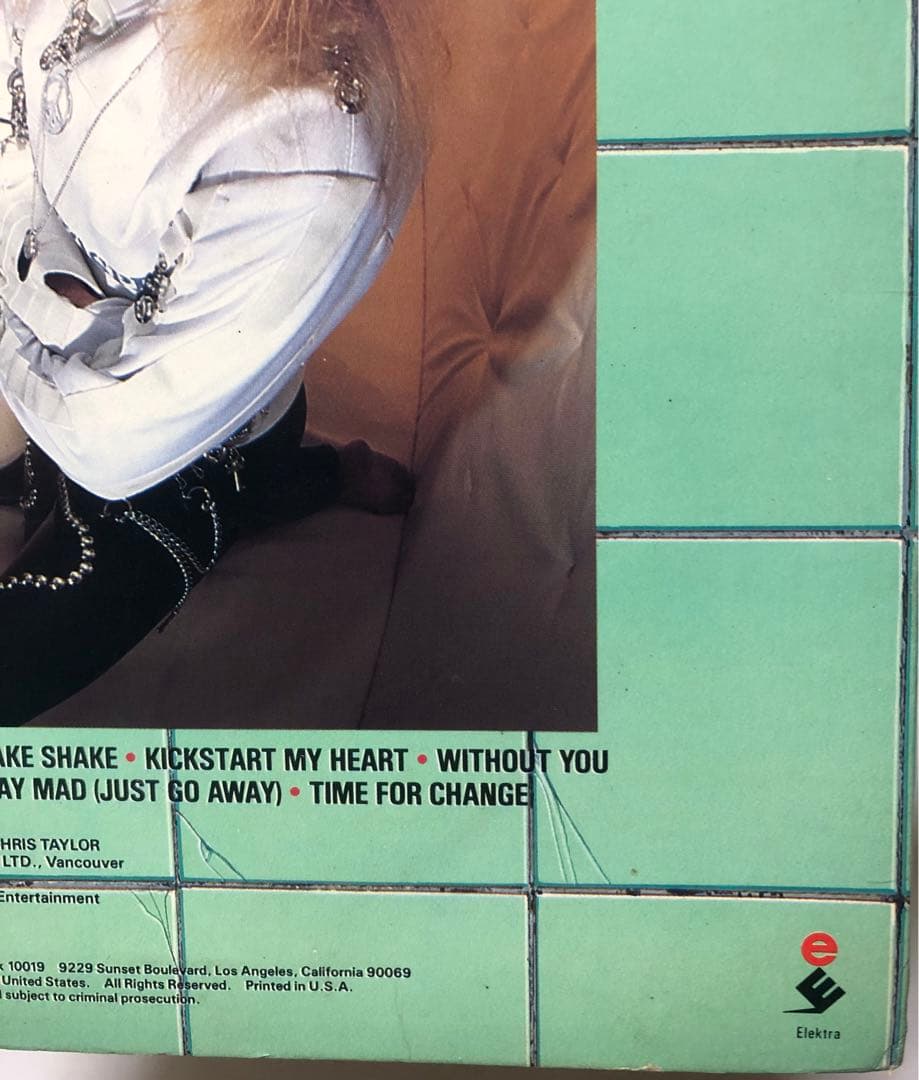 AKE SHAKE • KICKSTART MY HEART • WITHOUT YOU
AY MAD (JUST GO AWAY) • TIME FOR CHANGE
HRIS TAYLOR
LTD., Vancouver
Entertainment
k 10019 9229 Sunset Boulevard, Los Angeles, California 90069
United States. All Rights Reserved. Printed in U.S.A.
subject to criminal prosecution.
e
E
Elektra